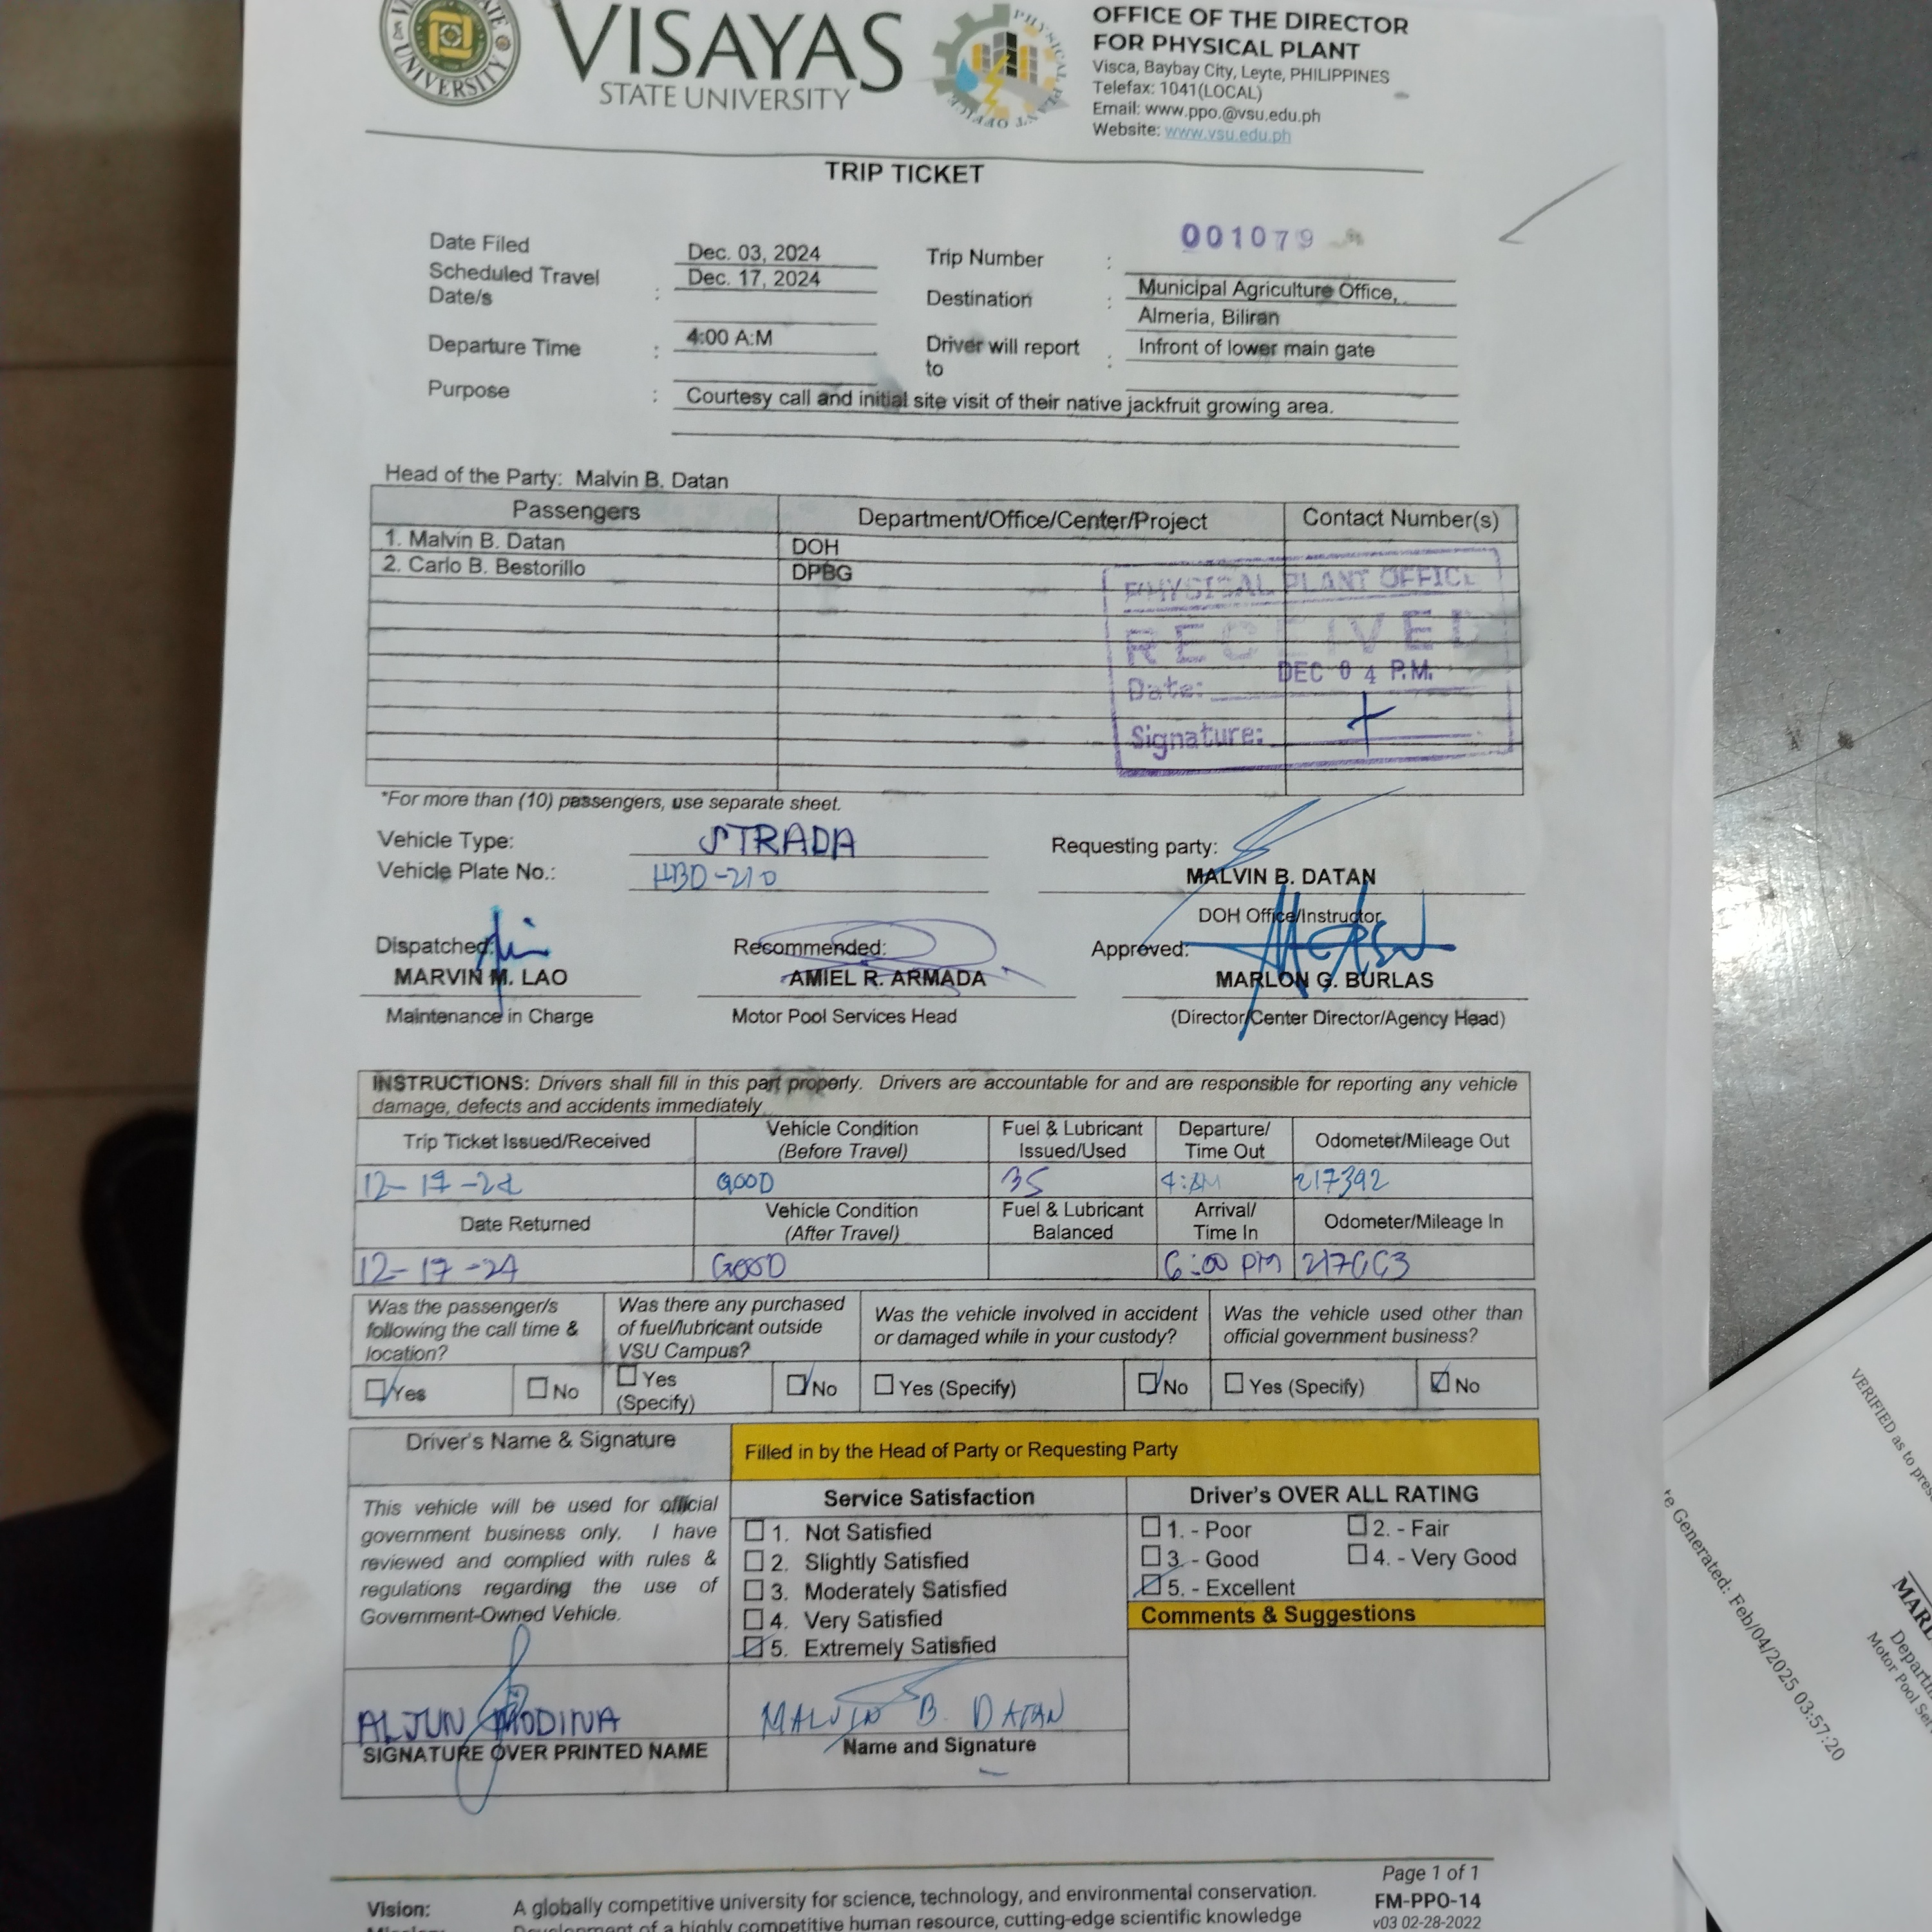 VISAYAS
STATE UNIVERSITY
UNIVERSITY
PHYSICAL PLANT OFFICE
OFFICE OF THE DIRECTOR
FOR PHYSICAL PLANT
Visca, Baybay City, Leyte, PHILIPPINES
Telefax: 1041(LOCAL)
Email: www.ppo.@vsu.edu.ph
Website: www.vsu.edu.ph
TRIP TICKET
001079
Date Filed Dec. 03, 2024 Trip Number :
Scheduled Travel Date/s : Dec. 17, 2024 Destination : Municipal Agriculture Office,
Almeria, Biliran
Departure Time : 4:00 A:M Driver will report to : Infront of lower main gate
Purpose : Courtesy call and initial site visit of their native jackfruit growing area.
Head of the Party: Malvin B. Datan
Passengers Department/Office/Center/Project Contact Number(s)
1. Malvin B. Datan DOH
2. Carlo B. Bestorillo DPBG
PHYSICAL PLANT OFFICE
RECEIVED
Date: DEC 04 P.M.
Signature:
*For more than (10) passengers, use separate sheet.
Vehicle Type: STRADA Requesting party:
Vehicle Plate No.: HBD-210 MALVIN B. DATAN
DOH Office/Instructor
Dispatched: Recommended: Approved:
MARVIN M. LAO AMIEL R. ARMADA MARLON G. BURLAS
Maintenance in Charge Motor Pool Services Head (Director/Center Director/Agency Head)
INSTRUCTIONS: Drivers shall fill in this part properly. Drivers are accountable for and are responsible for reporting any vehicle
damage, defects and accidents immediately
Trip Ticket Issued/Received Vehicle Condition (Before Travel) Fuel & Lubricant Issued/Used Departure/ Time Out Odometer/Mileage Out
12-17-24 GOOD 35 217392
Date Returned Vehicle Condition (After Travel) Fuel & Lubricant Balanced Arrival/ Time In Odometer/Mileage In
12-17-24 GOOD 6:00 PM
Was the passenger/s following the call time & location? Was there any purchased of fuel/lubricant outside VSU Campus? Was the vehicle involved in accident or damaged while in your custody? Was the vehicle used other than official government business?
Yes No Yes (Specify) No Yes (Specify) No Yes (Specify) No
Driver's Name & Signature Filled in by the Head of Party or Requesting Party
This vehicle will be used for official
government business only. I have
reviewed and complied with rules &
regulations regarding the use of
Government-Owned Vehicle.
Service Satisfaction
1. Not Satisfied
2. Slightly Satisfied
3. Moderately Satisfied
4. Very Satisfied
5. Extremely Satisfied
Driver's OVER ALL RATING
1. - Poor 2. - Fair
3. - Good 4. - Very Good
5. - Excellent
Comments & Suggestions
ALJUN MODINA MALVIN B. DATAN
SIGNATURE OVER PRINTED NAME Name and Signature
Page 1 of 1
FM-PPO-14
v03 02-28-2022
Vision: A globally competitive university for science, technology, and environmental conservation.
Development of a highly competitive human resource, cutting-edge scientific knowledge
VERIFIED as to
Generated: Feb/04/2025 03:57:20
Motor Pool